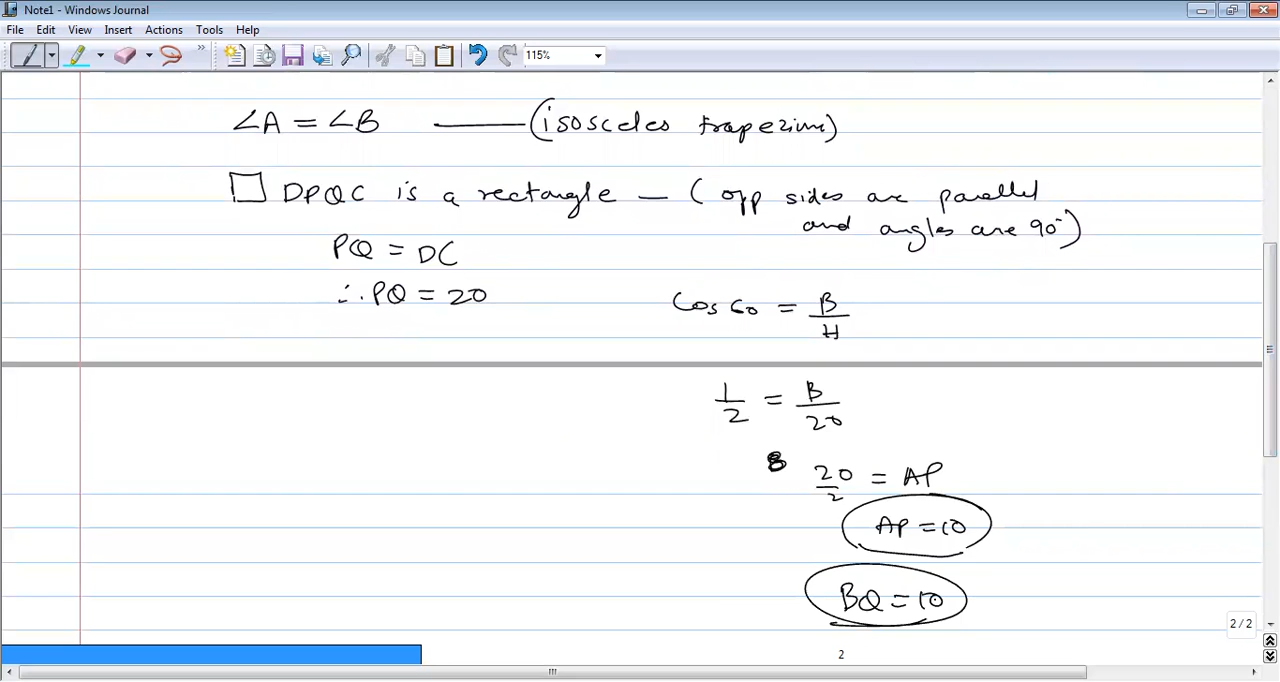 Note1 - Windows Journal
File Edit View Insert Actions Tools Help
115%
∠A = ∠B —— (isosceles trapezium)
□ DPQC is a rectangle — ( opp sides are parallel
and angles are 90°)
PQ = DC
∴ PQ = 20
Cos 60 = B/H
1/2 = B/20
20/2 = AP
AP = 10
BQ = 10
2 / 2
2